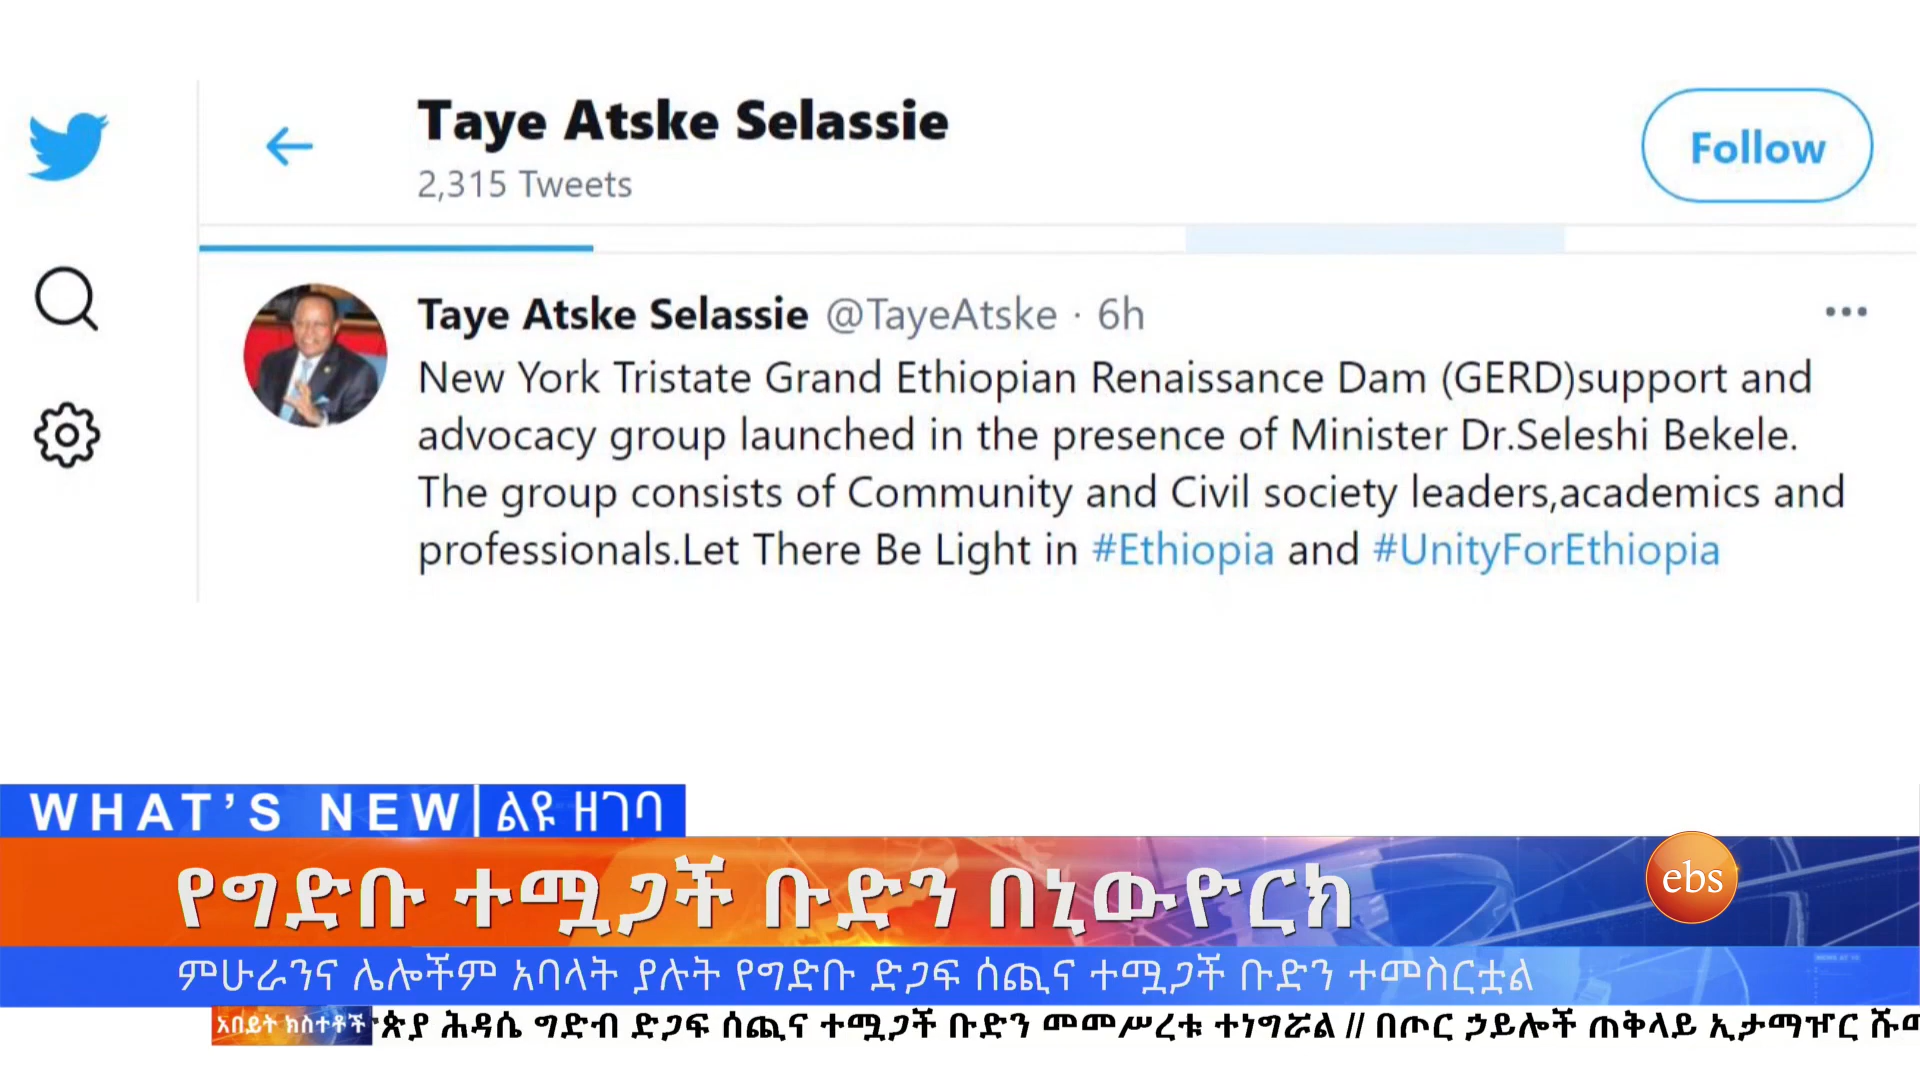 Taye Atske Selassie
2,315 Tweets
Follow
Taye Atske Selassie @TayeAtske · 6h
New York Tristate Grand Ethiopian Renaissance Dam (GERD)support and
advocacy group launched in the presence of Minister Dr.Seleshi Bekele.
The group consists of Community and Civil society leaders,academics and
professionals.Let There Be Light in #Ethiopia and #UnityForEthiopia
WHAT'S NEW|ልዩ ዘገባ
የግድቡ ተሟጋች ቡድን በኒውዮርክ
ebs
ምሁራንና ሌሎችም አባላት ያሉት የግድቡ ድጋፍ ሰጪና ተሟጋች ቡድን ተመስርቷል
አበይት ክስተቶች
ጵያ ሕዳሴ ግድብ ድጋፍ ሰጪና ተሟጋች ቡድን መመሥረቱ ተነግሯል // በጦር ኃይሎች ጠቅላይ ኢታማዦር ሹመ